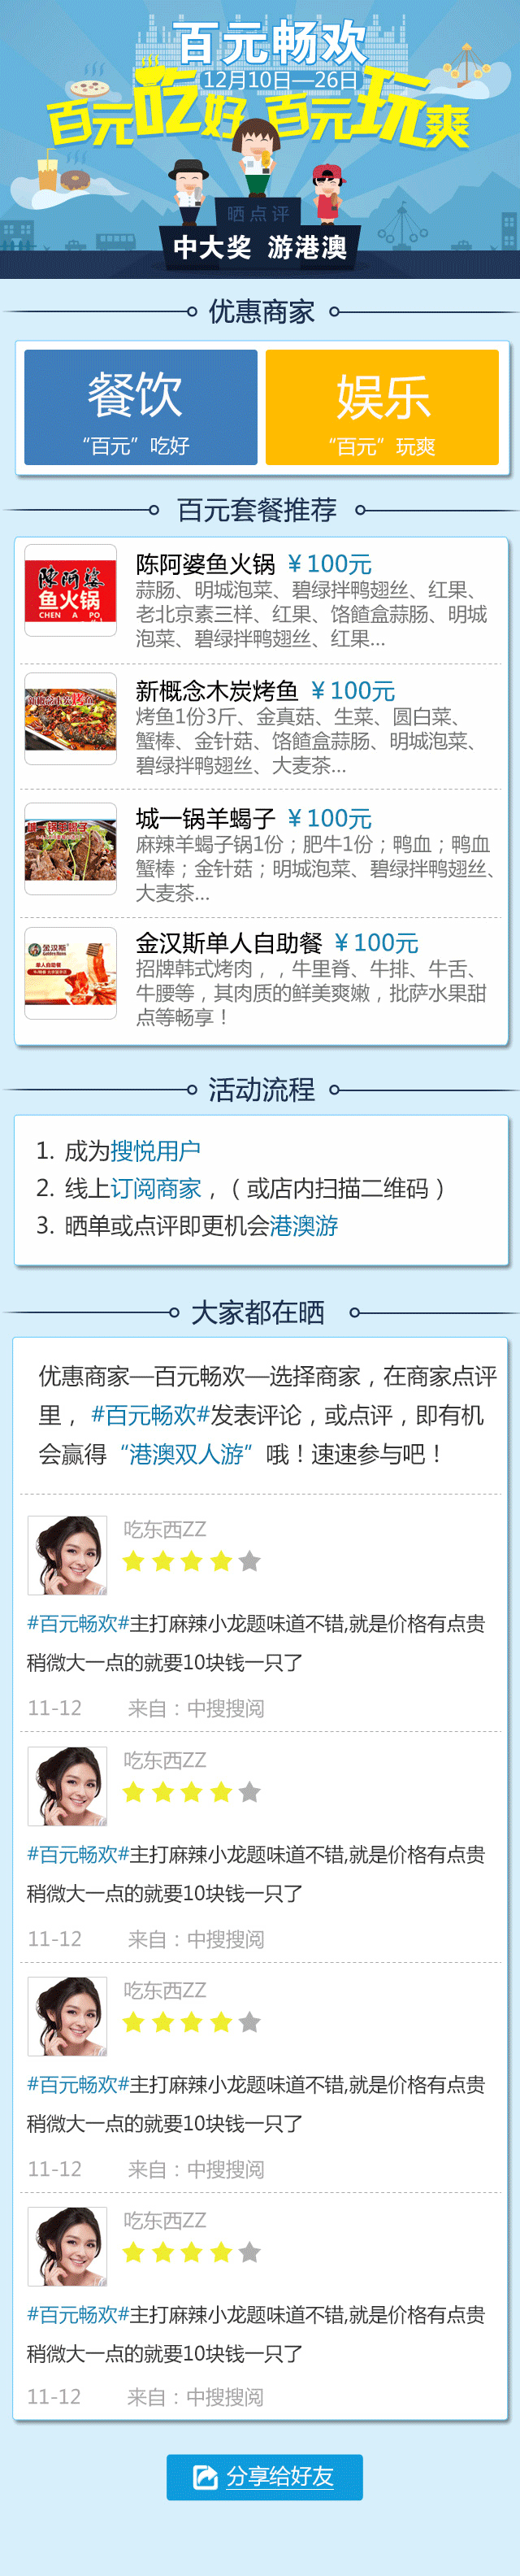 百元畅欢
12月10日—26日
百元吃好 百元玩爽
晒点评
中大奖 游港澳
优惠商家
餐饮
“百元”吃好
娱乐
“百元”玩爽
百元套餐推荐
陈阿婆
鱼火锅
CHEN A PO
陈阿婆鱼火锅 ￥100元
蒜肠、明城泡菜、碧绿拌鸭翅丝、红果、
老北京素三样、红果、饹馇盒蒜肠、明城
泡菜、碧绿拌鸭翅丝、红果...
新概念木炭烤鱼
新概念木炭烤鱼 ￥100元
烤鱼1份3斤、金真菇、生菜、圆白菜、
蟹棒、金针菇、饹馇盒蒜肠、明城泡菜、
碧绿拌鸭翅丝、大麦茶...
城一锅羊蝎子 ￥100元
麻辣羊蝎子锅1份；肥牛1份；鸭血；鸭血
蟹棒；金针菇；明城泡菜、碧绿拌鸭翅丝、
大麦茶...
金汉斯
单人自助餐
金汉斯单人自助餐 ￥100元
招牌韩式烤肉，，牛里脊、牛排、牛舌、
牛腰等，其肉质的鲜美爽嫩，批萨水果甜
点等畅享！
活动流程
1. 成为搜悦用户
2. 线上订阅商家，（或店内扫描二维码）
3. 晒单或点评即更机会港澳游
大家都在晒
优惠商家—百元畅欢—选择商家，在商家点评
里， #百元畅欢#发表评论，或点评，即有机
会赢得“港澳双人游”哦！速速参与吧！
吃东西ZZ
#百元畅欢#主打麻辣小龙题味道不错,就是价格有点贵
稍微大一点的就要10块钱一只了
11-12 来自：中搜搜阅
吃东西ZZ
#百元畅欢#主打麻辣小龙题味道不错,就是价格有点贵
稍微大一点的就要10块钱一只了
11-12 来自：中搜搜阅
吃东西ZZ
#百元畅欢#主打麻辣小龙题味道不错,就是价格有点贵
稍微大一点的就要10块钱一只了
11-12 来自：中搜搜阅
吃东西ZZ
#百元畅欢#主打麻辣小龙题味道不错,就是价格有点贵
稍微大一点的就要10块钱一只了
11-12 来自：中搜搜阅
分享给好友